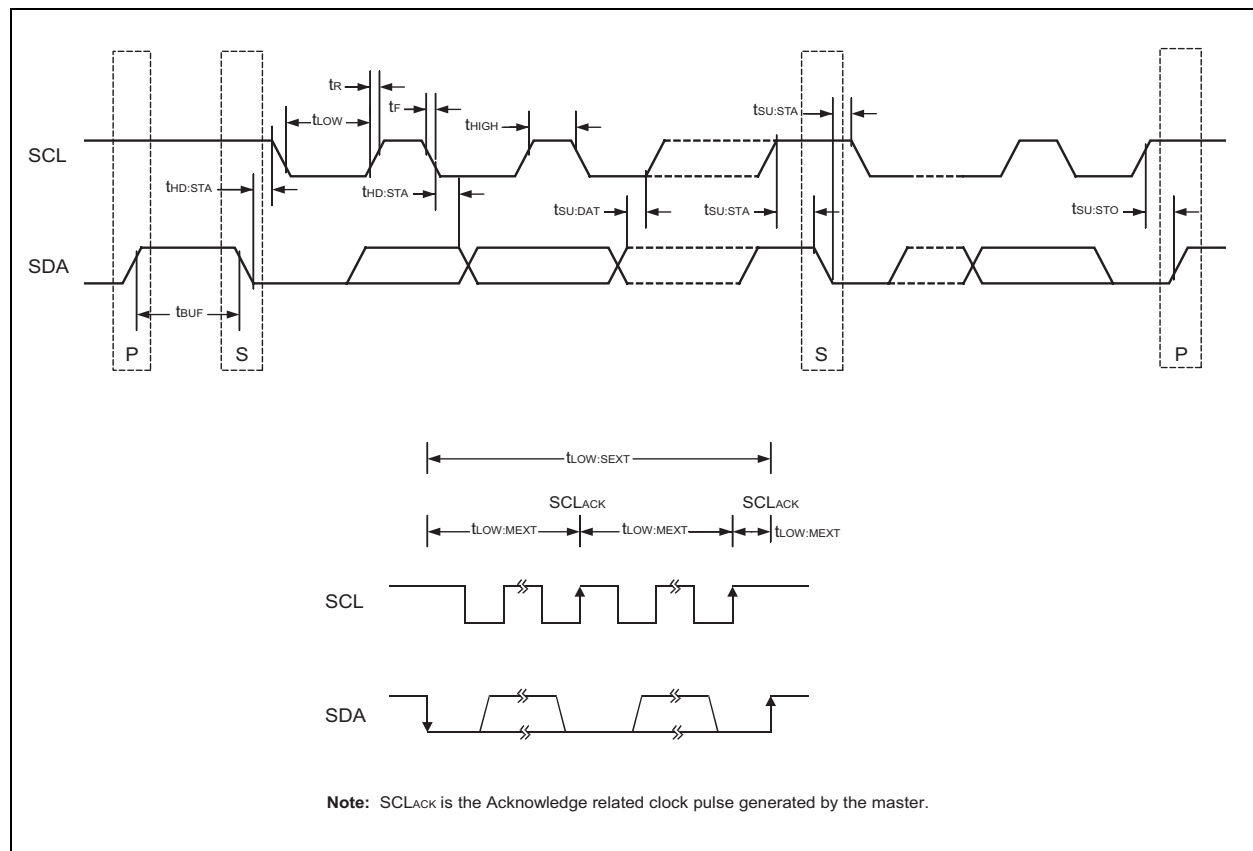 tR
tF
tLOW
tHIGH
tSU:STA
SCL
tHD:STA
tHD:STA
tSU:DAT
tSU:STA
tSU:STO
SDA
tBUF
P
S
S
P
tLOW:SEXT
SCLACK
SCLACK
tLOW:MEXT
tLOW:MEXT
tLOW:MEXT
SCL
SDA
Note: SCLACK is the Acknowledge related clock pulse generated by the master.